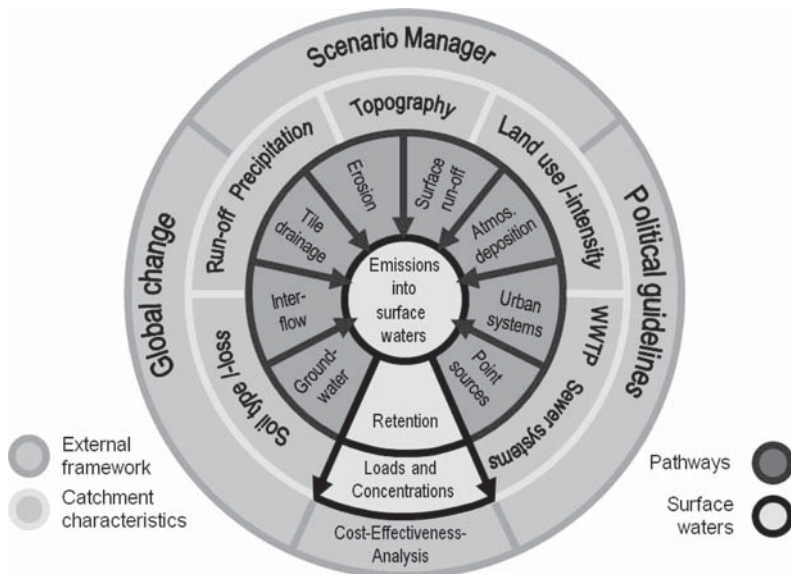 Scenario Manager
Global change
Political guidelines
Run-off Precipitation
Topography
Land use /-intensity
Soil type /-loss
WWTP Sewer systems
Erosion
Surface
run-off
Tile
drainage
Atmos.
deposition
Inter-
flow
Urban
systems
Ground-
water
Point
sources
Emissions
into
surface
waters
Retention
Loads and
Concentrations
Cost-Effectiveness-
Analysis
External
framework
Catchment
characteristics
Pathways
Surface
waters